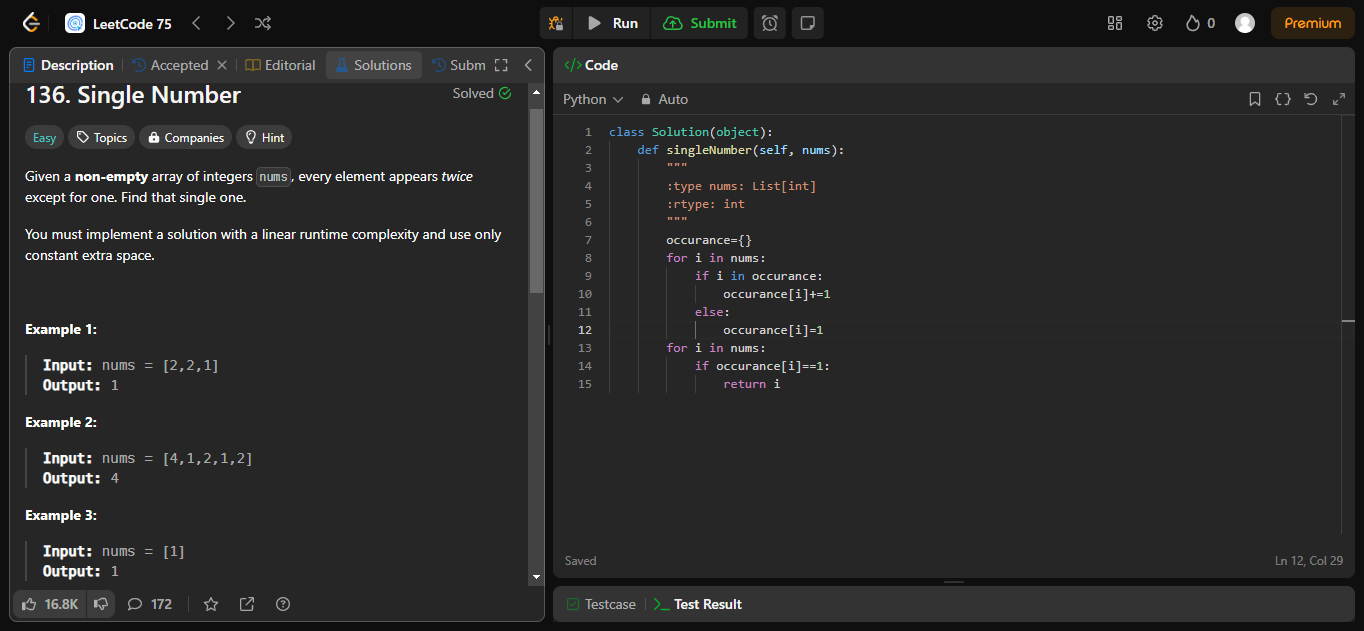 LeetCode 75
Run
Submit
0
Premium
Description
Accepted
Editorial
Solutions
Subm
136. Single Number
Solved
Easy
Topics
Companies
Hint
Given a non-empty array of integers nums, every element appears twice
except for one. Find that single one.
You must implement a solution with a linear runtime complexity and use only
constant extra space.
Example 1:
Input: nums = [2,2,1]
Output: 1
Example 2:
Input: nums = [4,1,2,1,2]
Output: 4
Example 3:
Input: nums = [1]
Output: 1
16.8K
172
</> Code
Python
Auto
1 class Solution(object):
2 def singleNumber(self, nums):
3 """
4 :type nums: List[int]
5 :rtype: int
6 """
7 occurance={}
8 for i in nums:
9 if i in occurance:
10 occurance[i]+=1
11 else:
12 occurance[i]=1
13 for i in nums:
14 if occurance[i]==1:
15 return i
Saved
Ln 12, Col 29
Testcase
Test Result